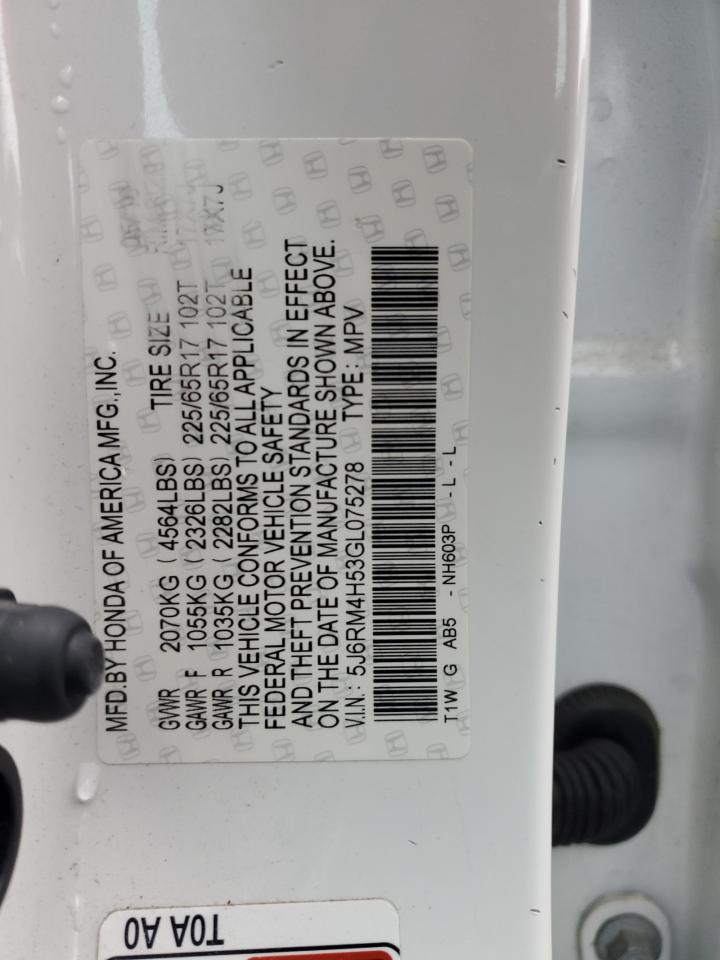 MFD.BY HONDA OF AMERICA MFG.,INC.
GVWR 2070KG ( 4564LBS) TIRE SIZE
GAWR F 1055KG ( 2326LBS) 225/65R17 102T
GAWR R 1035KG ( 2282LBS) 225/65R17 102T 17X7J
THIS VEHICLE CONFORMS TO ALL APPLICABLE
FEDERAL MOTOR VEHICLE SAFETY
AND THEFT PREVENTION STANDARDS IN EFFECT
ON THE DATE OF MANUFACTURE SHOWN ABOVE.
V.I.N.: 5J6RM4H53GL075278 TYPE: MPV
T1W G AB5 - NH603P - L - L
T0A A0